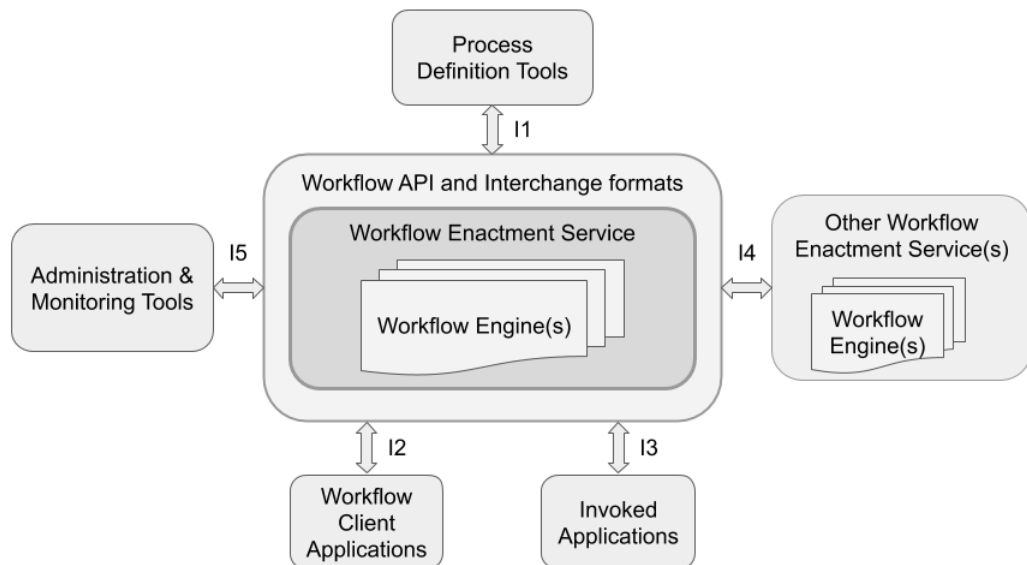 Process
Definition Tools
I1
Workflow API and Interchange formats
Workflow Enactment Service
Workflow Engine(s)
Administration &
Monitoring Tools
I5
I4
Other Workflow
Enactment Service(s)
Workflow
Engine(s)
I2
I3
Workflow
Client
Applications
Invoked
Applications